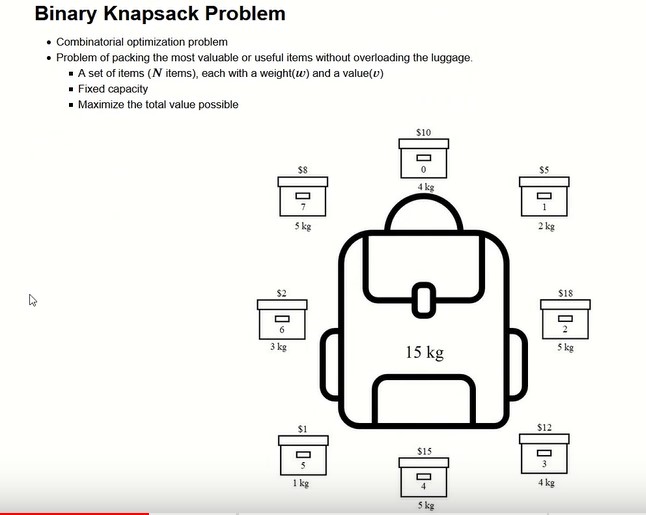 Binary Knapsack Problem
• Combinatorial optimization problem
• Problem of packing the most valuable or useful items without overloading the luggage.
▪ A set of items (N items), each with a weight(w) and a value(v)
▪ Fixed capacity
▪ Maximize the total value possible
$10
0
4 kg
$8
7
5 kg
$5
1
2 kg
$2
6
3 kg
$18
2
5 kg
15 kg
$1
5
1 kg
$15
4
5 kg
$12
3
4 kg